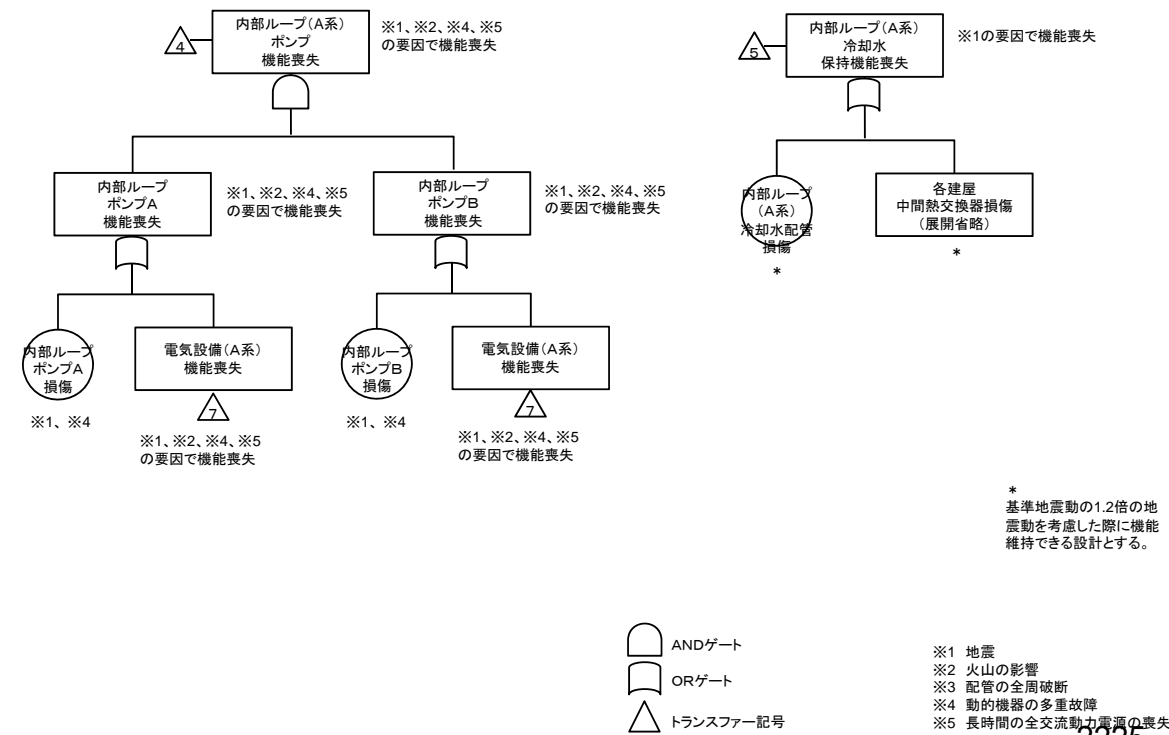 4
内部ループ（A系）
ポンプ
機能喪失
※1、※2、※4、※5
の要因で機能喪失
内部ループ
ポンプA
機能喪失
※1、※2、※4、※5
の要因で機能喪失
内部ループ
ポンプB
機能喪失
※1、※2、※4、※5
の要因で機能喪失
内部ループ
ポンプA
損傷
※1、※4
電気設備（A系）
機能喪失
7
※1、※2、※4、※5
の要因で機能喪失
内部ループ
ポンプB
損傷
※1、※4
電気設備（A系）
機能喪失
7
※1、※2、※4、※5
の要因で機能喪失
5
内部ループ（A系）
冷却水
保持機能喪失
※1の要因で機能喪失
内部ループ
（A系）
冷却水配管
損傷
*
各建屋
中間熱交換器損傷
（展開省略）
*
*
基準地震動の1.2倍の地
震動を考慮した際に機能
維持できる設計とする。
ANDゲート
ORゲート
トランスファー記号
※1 地震
※2 火山の影響
※3 配管の全周破断
※4 動的機器の多重故障
※5 長時間の全交流動力電源の喪失